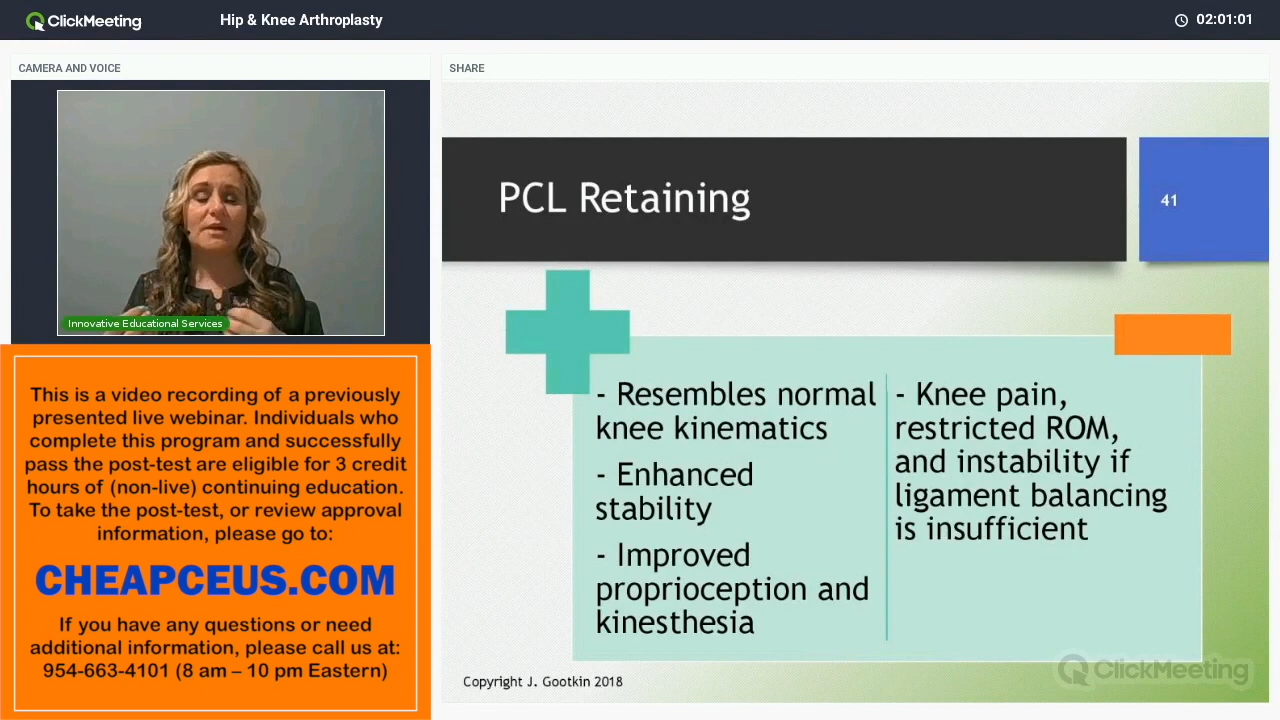 ClickMeeting
Hip & Knee Arthroplasty
02:01:01
CAMERA AND VOICE
Innovative Educational Services
This is a video recording of a previously
presented live webinar. Individuals who
complete this program and successfully
pass the post-test are eligible for 3 credit
hours of (non-live) continuing education.
To take the post-test, or review approval
information, please go to:
CHEAPCEUS.COM
If you have any questions or need
additional information, please call us at:
954-663-4101 (8 am – 10 pm Eastern)
SHARE
PCL Retaining
41
- Resembles normal
knee kinematics
- Enhanced
stability
- Improved
proprioception and
kinesthesia
- Knee pain,
restricted ROM,
and instability if
ligament balancing
is insufficient
Copyright J. Gootkin 2018
ClickMeeting